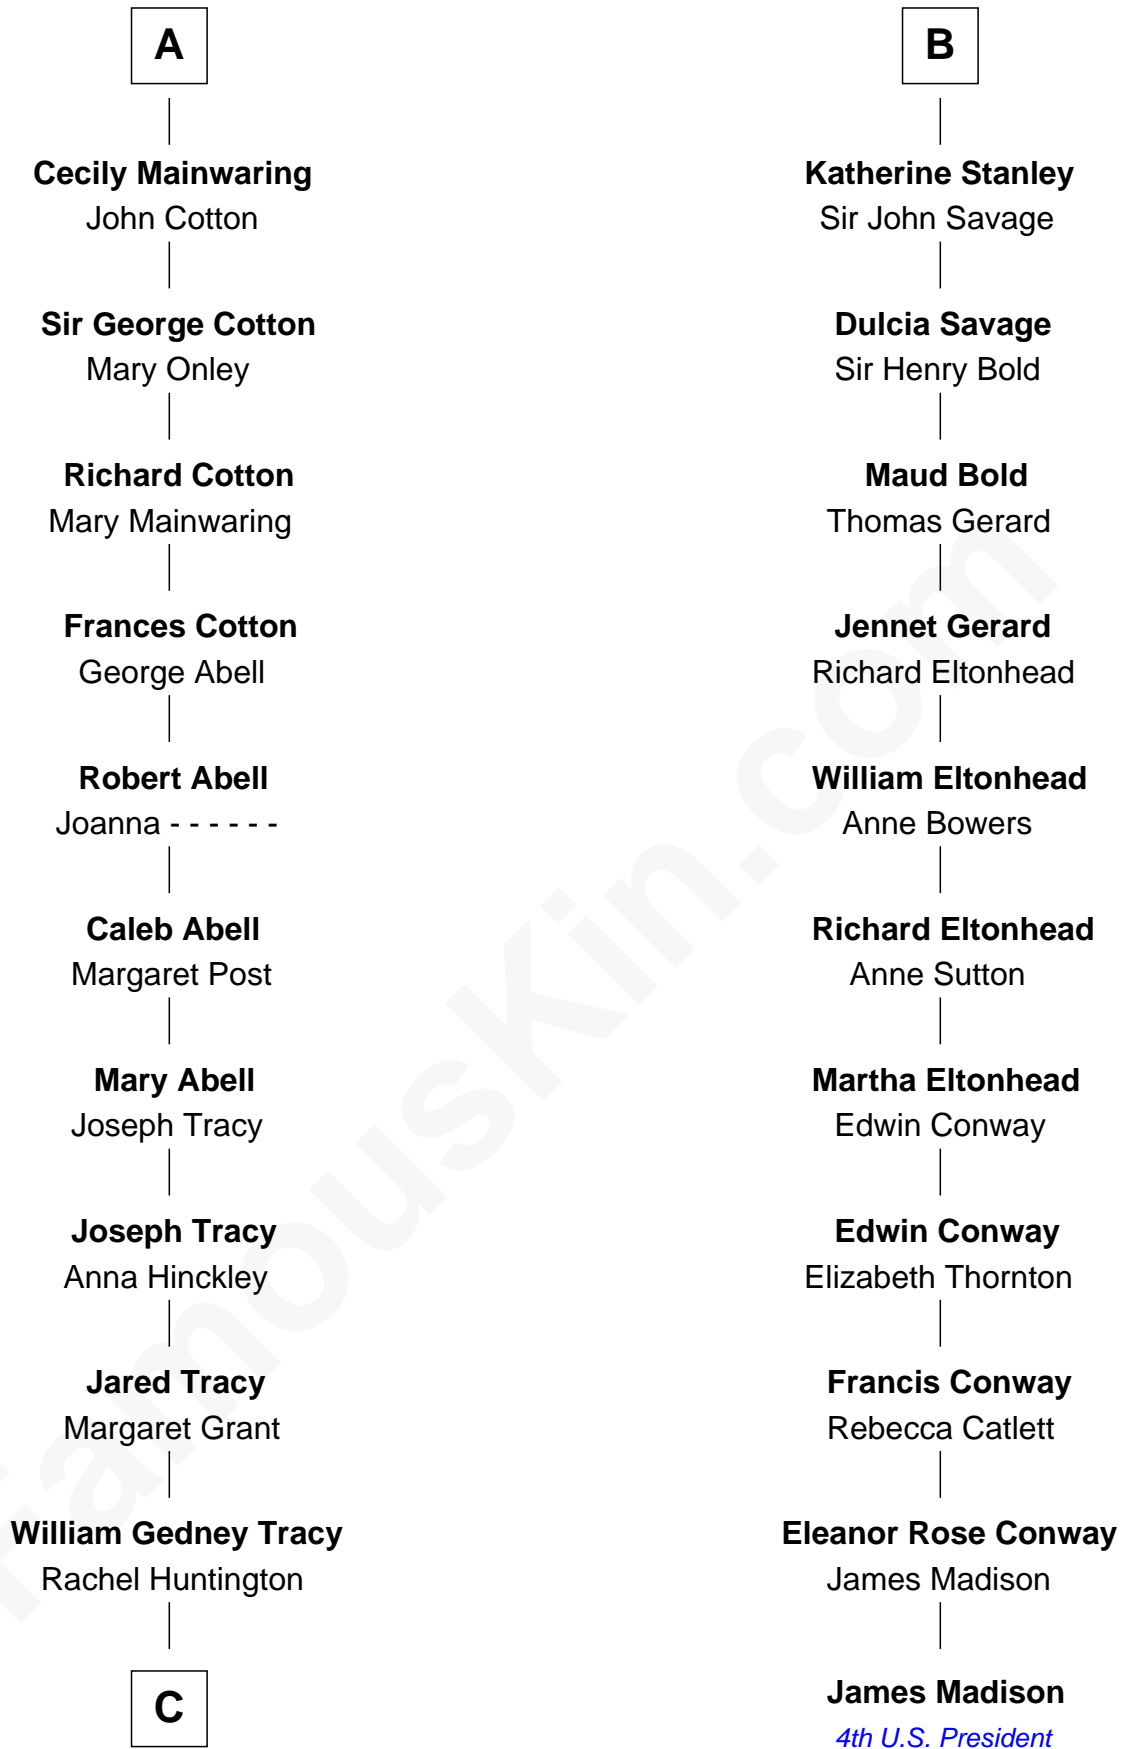 A
Cecily Mainwaring
John Cotton
Sir George Cotton
Mary Onley
Richard Cotton
Mary Mainwaring
Frances Cotton
George Abell
Robert Abell
Joanna - - - - - -
Caleb Abell
Margaret Post
Mary Abell
Joseph Tracy
Joseph Tracy
Anna Hinckley
Jared Tracy
Margaret Grant
William Gedney Tracy
Rachel Huntington
C
B
Katherine Stanley
Sir John Savage
Dulcia Savage
Sir Henry Bold
Maud Bold
Thomas Gerard
Jennet Gerard
Richard Eltonhead
William Eltonhead
Anne Bowers
Richard Eltonhead
Anne Sutton
Martha Eltonhead
Edwin Conway
Edwin Conway
Elizabeth Thornton
Francis Conway
Rebecca Catlett
Eleanor Rose Conway
James Madison
James Madison
4th U.S. President
FamousKin.com